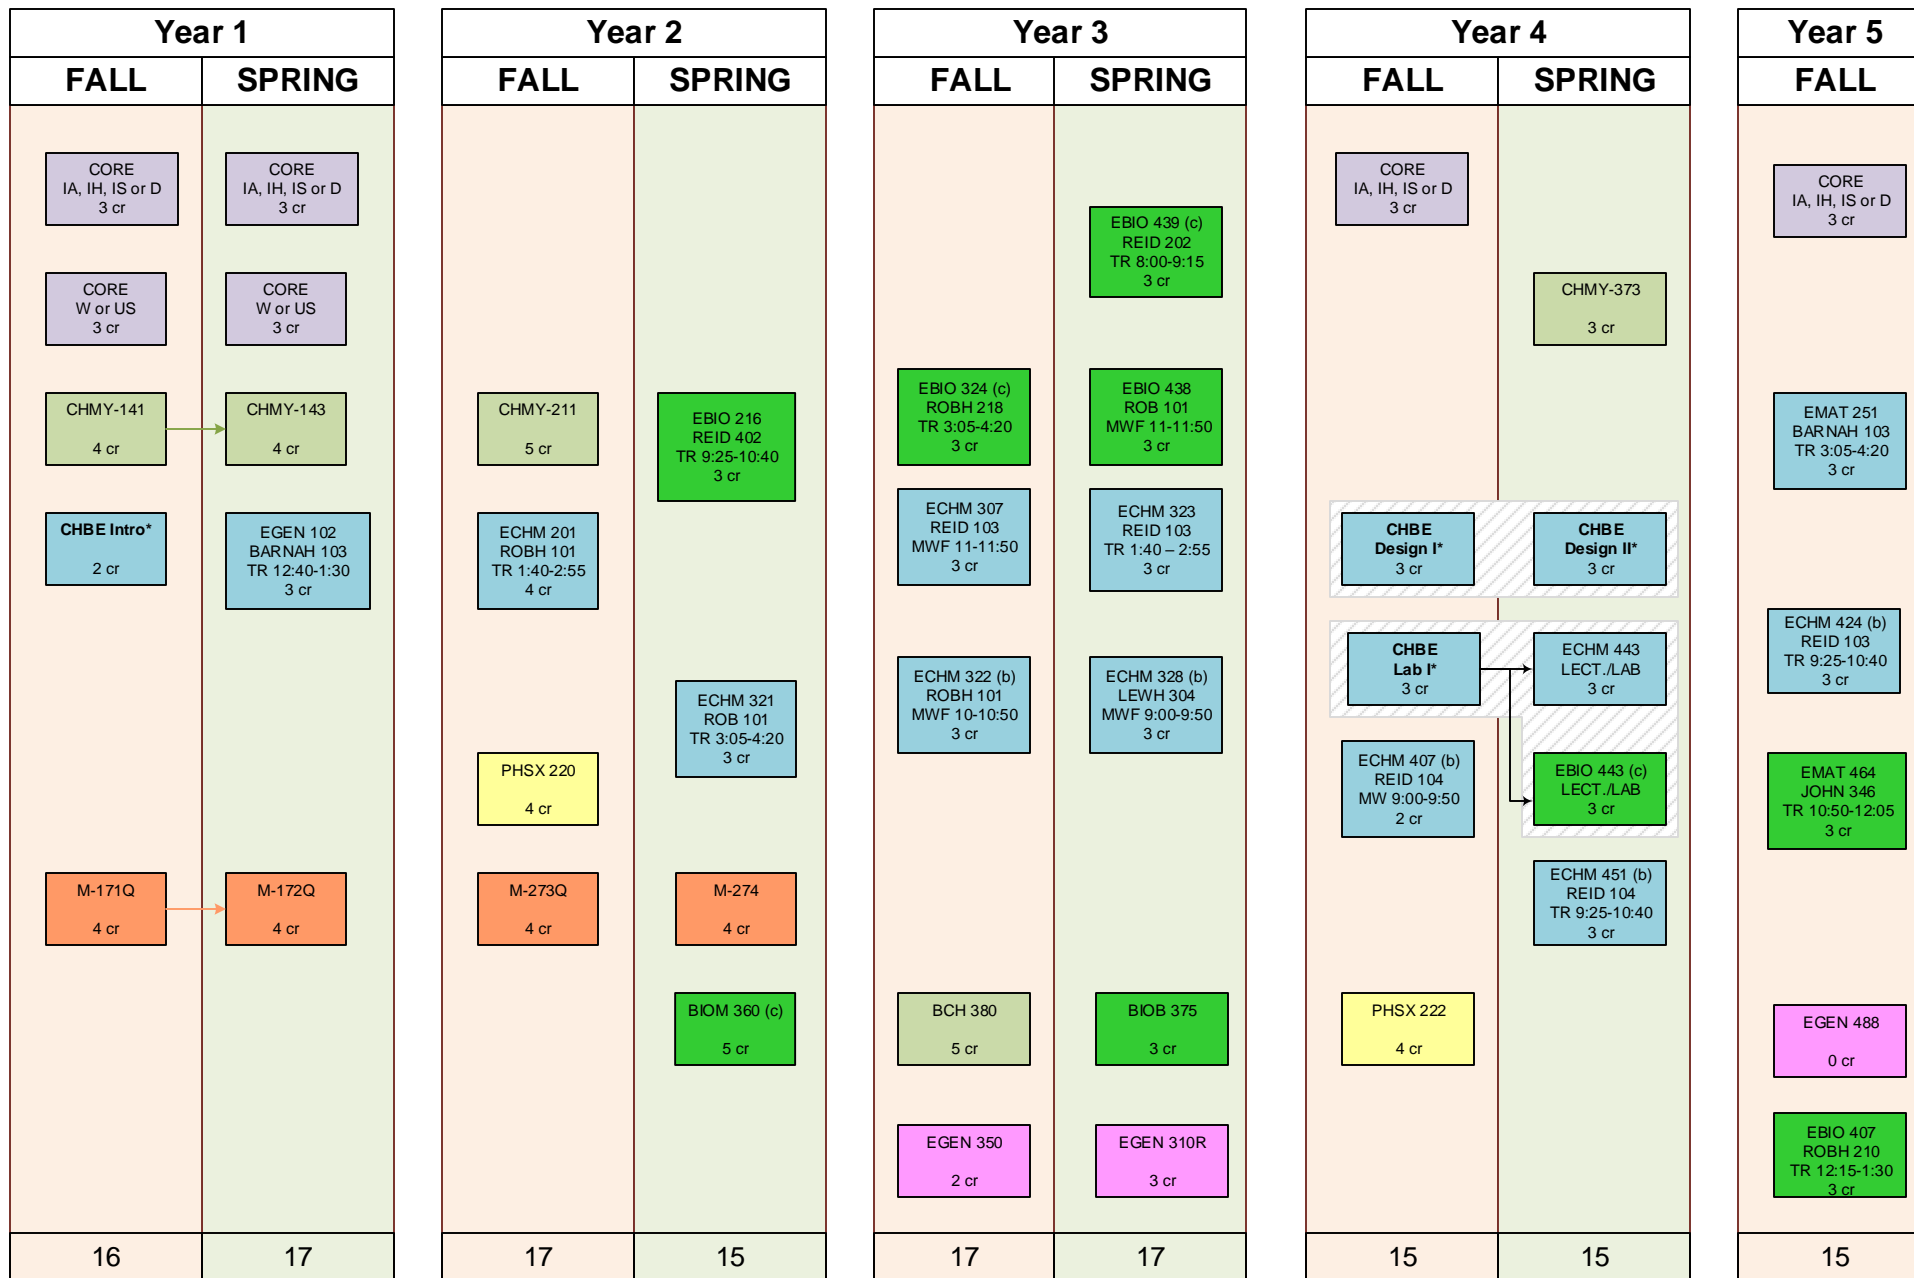 Year 1
FALL
SPRING
CORE
IA, IH, IS or D
3 cr
CORE
W or US
3 cr
CHMY-141
4 cr
CHBE Intro*
2 cr
M-171Q
4 cr
16
CORE
IA, IH, IS or D
3 cr
CORE
W or US
3 cr
CHMY-143
4 cr
EGEN 102
BARNAH 103
TR 12:40-1:30
3 cr
M-172Q
4 cr
17
Year 2
FALL
SPRING
CHMY-211
5 cr
ECHM 201
ROBH 101
TR 1:40-2:55
4 cr
PHSX 220
4 cr
M-273Q
4 cr
17
EBIO 216
REID 402
TR 9:25-10:40
3 cr
ECHM 321
ROB 101
TR 3:05-4:20
3 cr
M-274
4 cr
BIOM 360 (c)
5 cr
15
Year 3
FALL
SPRING
EBIO 324 (c)
ROBH 218
TR 3:05-4:20
3 cr
ECHM 307
REID 103
MWF 11-11:50
3 cr
ECHM 322 (b)
ROBH 101
MWF 10-10:50
3 cr
BCH 380
5 cr
EGEN 350
2 cr
17
EBIO 439 (c)
REID 202
TR 8:00-9:15
3 cr
EBIO 438
ROB 101
MWF 11-11:50
3 cr
ECHM 323
REID 103
TR 1:40 – 2:55
3 cr
ECHM 328 (b)
LEWH 304
MWF 9:00-9:50
3 cr
BIOB 375
3 cr
EGEN 310R
3 cr
17
Year 4
FALL
SPRING
CORE
IA, IH, IS or D
3 cr
CHBE
Design I*
3 cr
CHBE
Lab I*
3 cr
ECHM 407 (b)
REID 104
MW 9:00-9:50
2 cr
PHSX 222
4 cr
15
CHMY-373
3 cr
CHBE
Design II*
3 cr
ECHM 443
LECT./LAB
3 cr
EBIO 443 (c)
LECT./LAB
3 cr
ECHM 451 (b)
REID 104
TR 9:25-10:40
3 cr
15
Year 5
FALL
CORE
IA, IH, IS or D
3 cr
EMAT 251
BARNAH 103
TR 3:05-4:20
3 cr
ECHM 424 (b)
REID 103
TR 9:25-10:40
3 cr
EMAT 464
JOHN 346
TR 10:50-12:05
3 cr
EGEN 488
0 cr
EBIO 407
ROBH 210
TR 12:15-1:30
3 cr
15